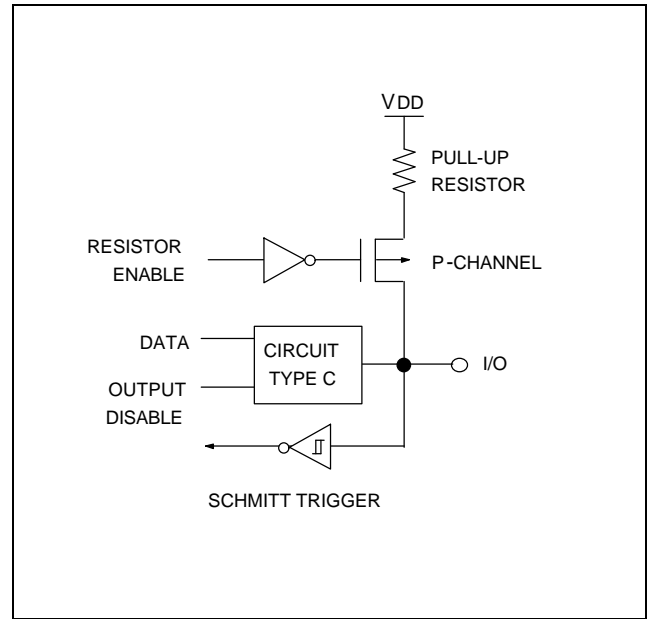 VDD
PULL-UP
RESISTOR
RESISTOR
ENABLE
P-CHANNEL
DATA
CIRCUIT
TYPE C
I/O
OUTPUT
DISABLE
SCHMITT TRIGGER